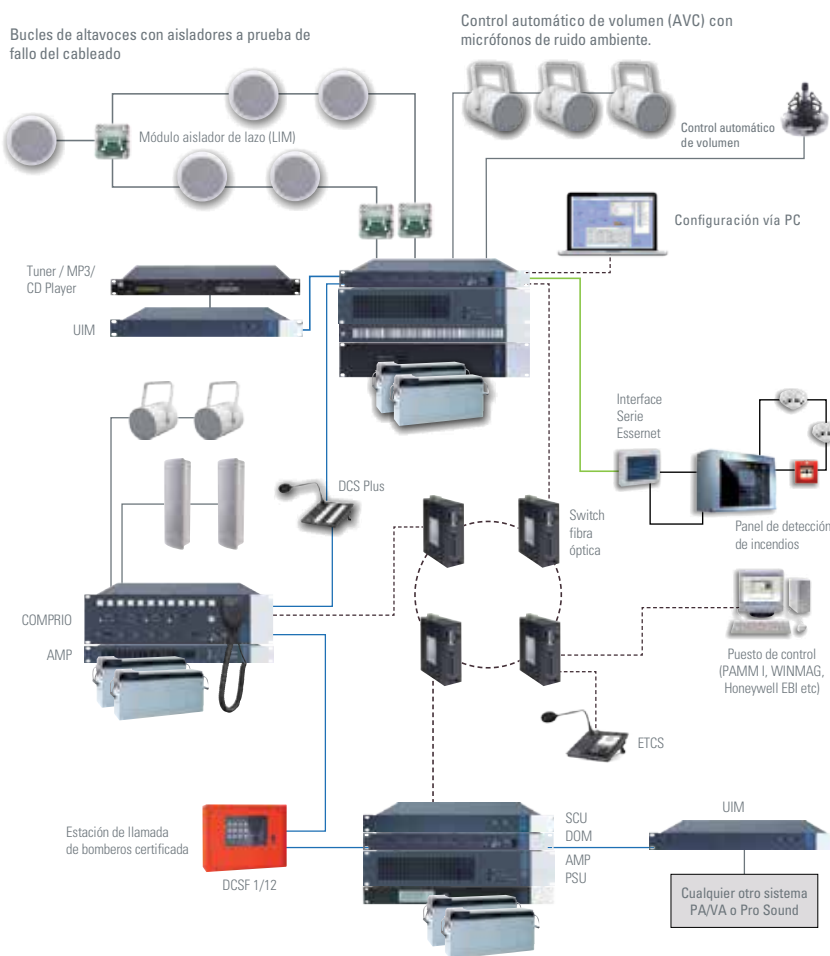 Bucles de altavoces con aisladores a prueba de
fallo del cableado
Control automático de volumen (AVC) con
micrófonos de ruido ambiente.
Módulo aislador de lazo (LIM)
Control automático
de volumen
Configuración vía PC
Tuner / MP3/
CD Player
UIM
Interface
Serie
Essernet
DCS Plus
Switch
fibra
óptica
Panel de detección
de incendios
COMPRIO
AMP
Puesto de control
(PAMM I, WINMAG,
Honeywell EBI etc)
ETCS
Estación de llamada
de bomberos certificada
DCSF 1/12
SCU
DOM
AMP
PSU
UIM
Cualquier otro sistema
PA/VA o Pro Sound